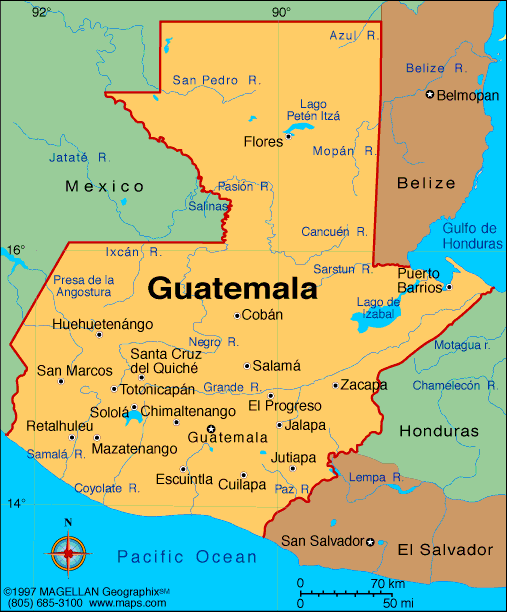 92°
90°
Azul R.
San Pedro R.
Belize R.
Belmopan
Lago
Petén Itzá
Flores
Mopán R.
Jataté R.
Mexico
Pasión R.
Belize
Salinas
Cancuén R.
Gulfo de
Honduras
16°
Ixcán R.
Sarstun R.
Presa de la
Angostura
Guatemala
Puerto
Barrios
Lago de
Izabal
Cobán
Huehuetenángo
Negro R.
Motagua r.
Santa Cruz
del Quiché
Salamá
San Marcos
Totonicapán
Grande R.
Zacapa
Chamelecón R.
El Progreso
Sololá
Chimaltenango
Retalhuleu
Guatemala
Jalapa
Honduras
Mazatenango
Samalá R.
Jutiapa
Escuintla
Cuilapa
Lempa R.
Coyolate R.
Paz R.
14°
N
San Salvador
El Salvador
Pacific Ocean
©1997 MAGELLAN Geographix℠
(805) 685-3100 www.maps.com
0 70 km
0 50 mi